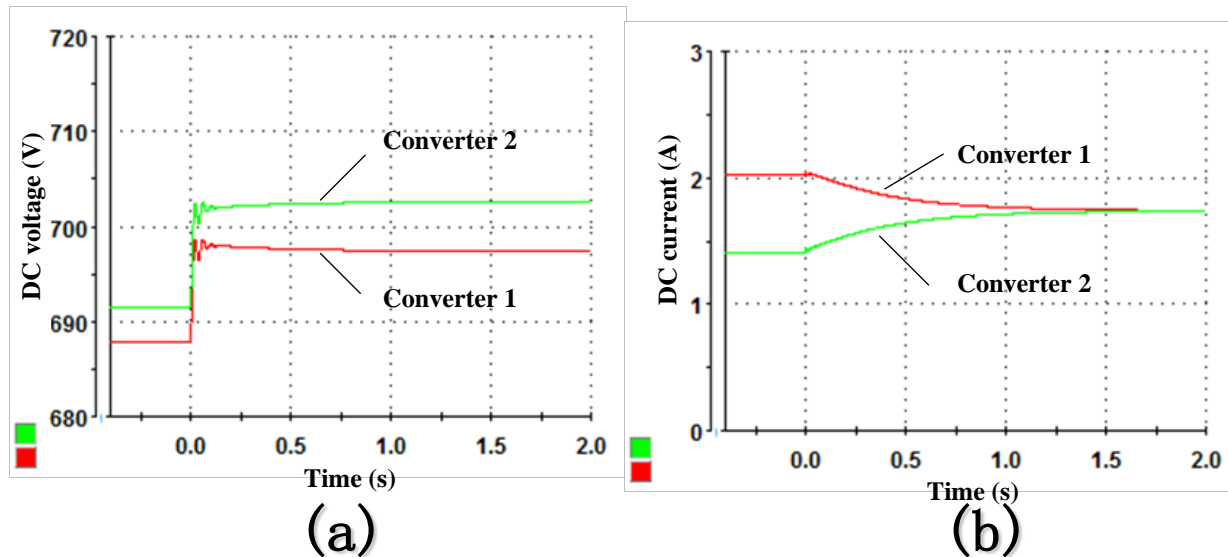 DC voltage (V)
720
710
700
690
680
Converter 2
Converter 1
0.0 0.5 1.0 1.5 2.0
Time (s)
(a)
DC current (A)
3
2
1
0
Converter 1
Converter 2
0.0 0.5 1.0 1.5 2.0
Time (s)
(b)